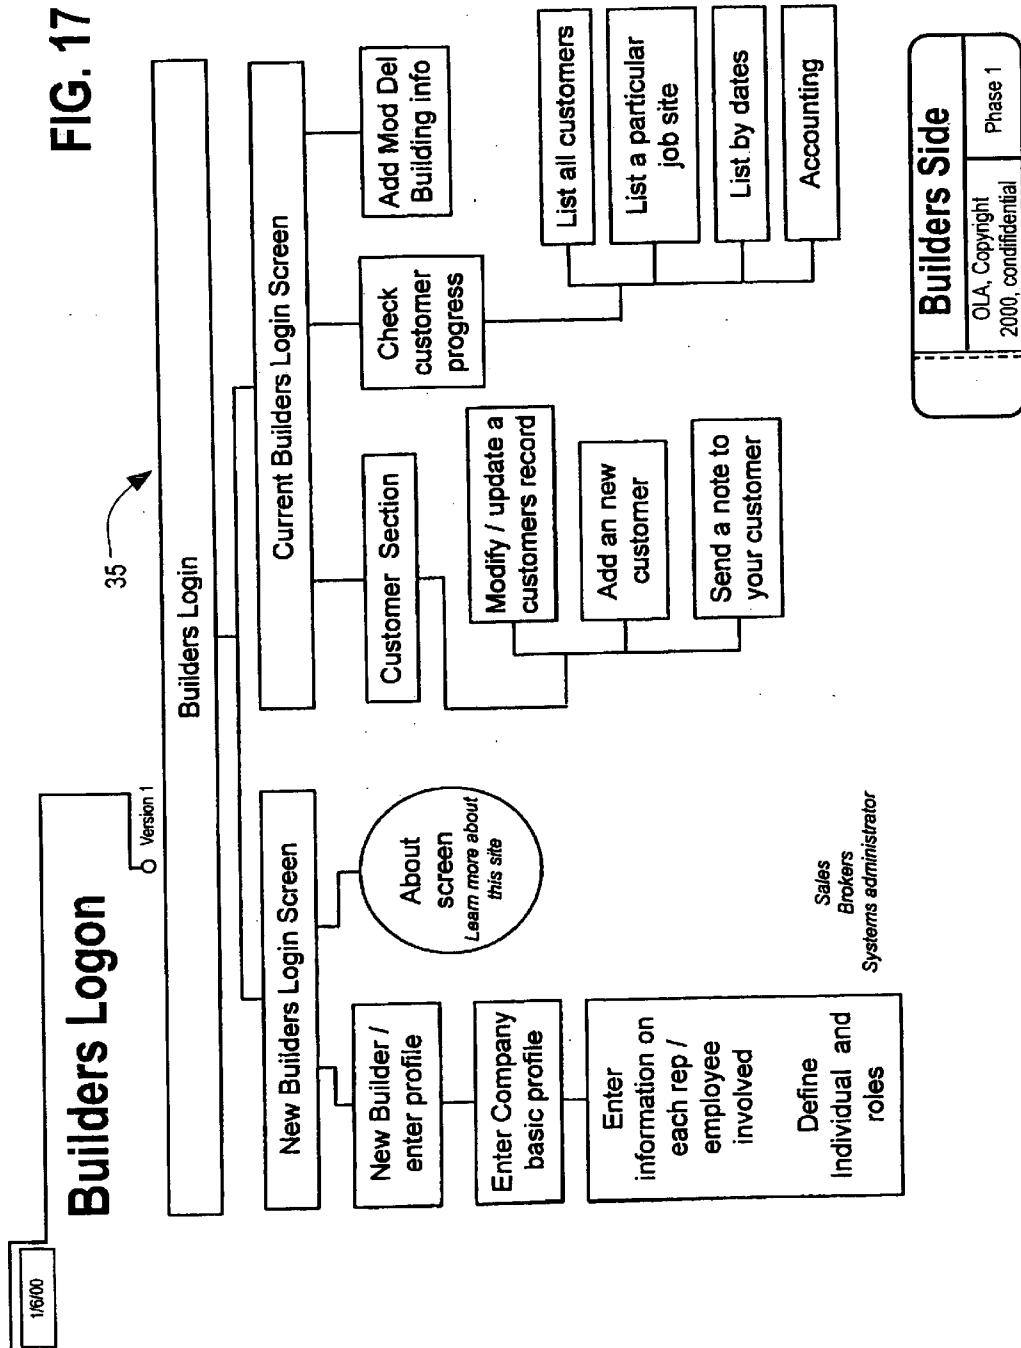 FIG. 17
1/6/00
Builders Logon
Version 1
35
Builders Login
New Builders Login Screen
Current Builders Login Screen
New Builder /
enter profile
About
screen
Learn more about
this site
Customer Section
Check
customer
progress
Add Mod Del
Building info
Enter Company
basic profile
Modify / update a
customers record
Add an new
customer
Send a note to
your customer
List all customers
List a particular
job site
List by dates
Accounting
Enter
information on
each rep /
employee
involved
Define
Individual and
roles
Sales
Brokers
Systems administrator
Builders Side
OLA, Copyright
2000, condifidential
Phase 1